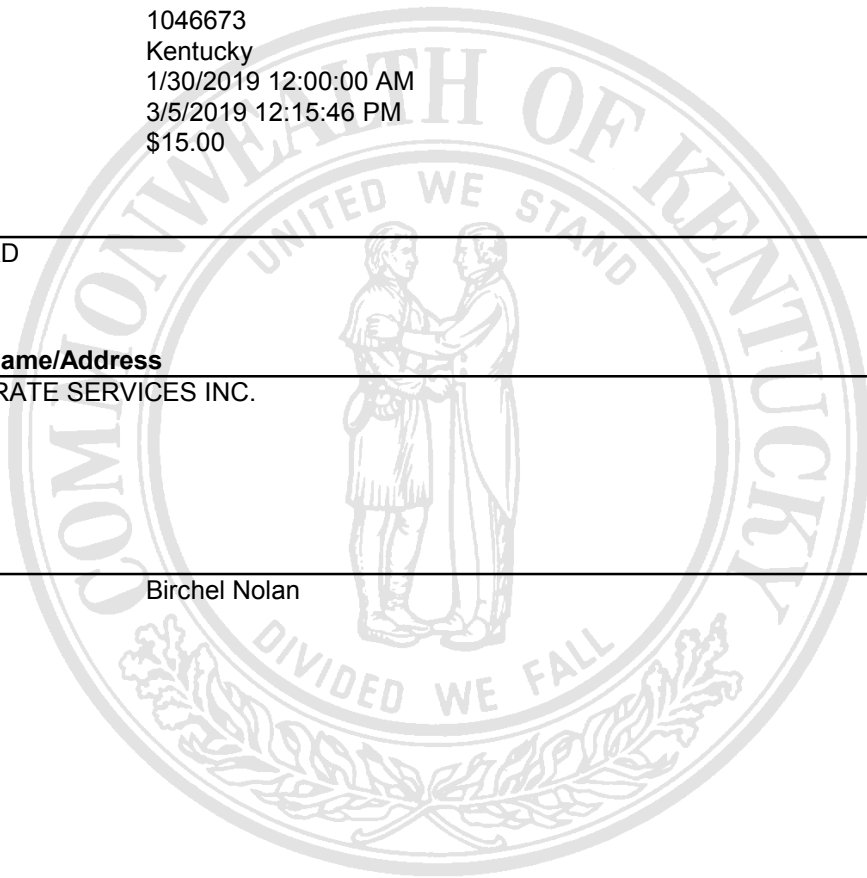 1046673
Kentucky
1/30/2019 12:00:00 AM
3/5/2019 12:15:46 PM
$15.00
COMMONWEALTH OF KENTUCKY
UNITED WE STAND
D
ame/Address
RATE SERVICES INC.
Birchel Nolan
DIVIDED WE FALL